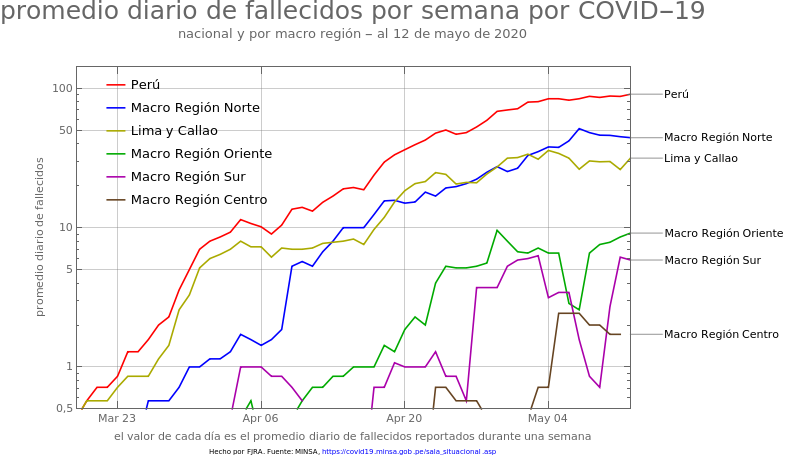 promedio diario de fallecidos por semana por COVID−19
nacional y por macro región − al 12 de mayo de 2020
promedio diario de fallecidos
100
50
10
5
1
0,5
Perú
Macro Región Norte
Lima y Callao
Macro Región Oriente
Macro Región Sur
Macro Región Centro
Perú
Macro Región Norte
Lima y Callao
Macro Región Oriente
Macro Región Sur
Macro Región Centro
Mar 23 Apr 06 Apr 20 May 04
el valor de cada día es el promedio diario de fallecidos reportados durante una semana
Hecho por FJRA. Fuente: MINSA, https://covid19.minsa.gob.pe/sala_situacional .asp